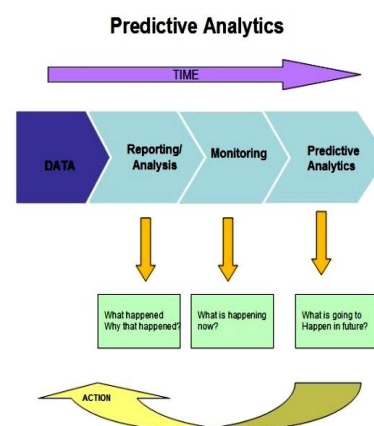 Predictive Analytics
TIME
DATA
Reporting/
Analysis
Monitoring
Predictive
Analytics
What happened
Why that happened?
What is happening
now?
What is going to
Happen in future?
ACTION